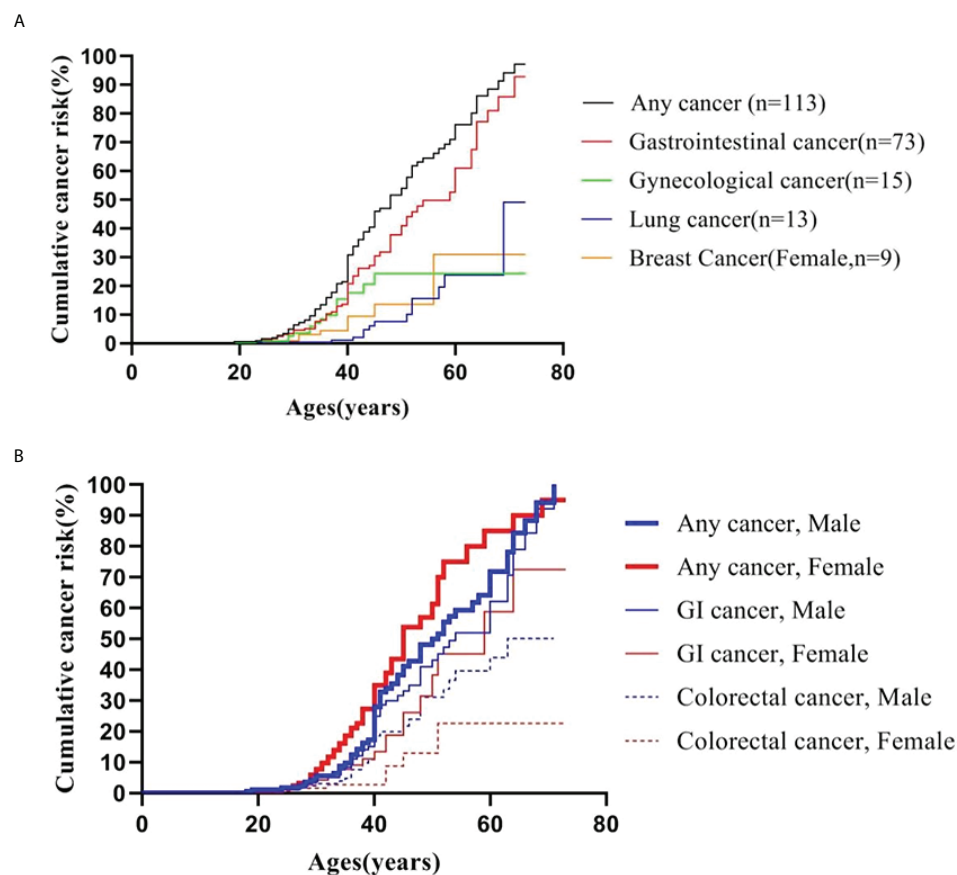 A
Cumulative cancer risk(%)
100
90
80
70
60
50
40
30
20
10
0
0 20 40 60 80
Ages(years)
Any cancer (n=113)
Gastrointestinal cancer(n=73)
Gynecological cancer(n=15)
Lung cancer(n=13)
Breast Cancer(Female,n=9)
B
Cumulative cancer risk(%)
100
90
80
70
60
50
40
30
20
10
0
0 20 40 60 80
Ages(years)
Any cancer, Male
Any cancer, Female
GI cancer, Male
GI cancer, Female
Colorectal cancer, Male
Colorectal cancer, Female